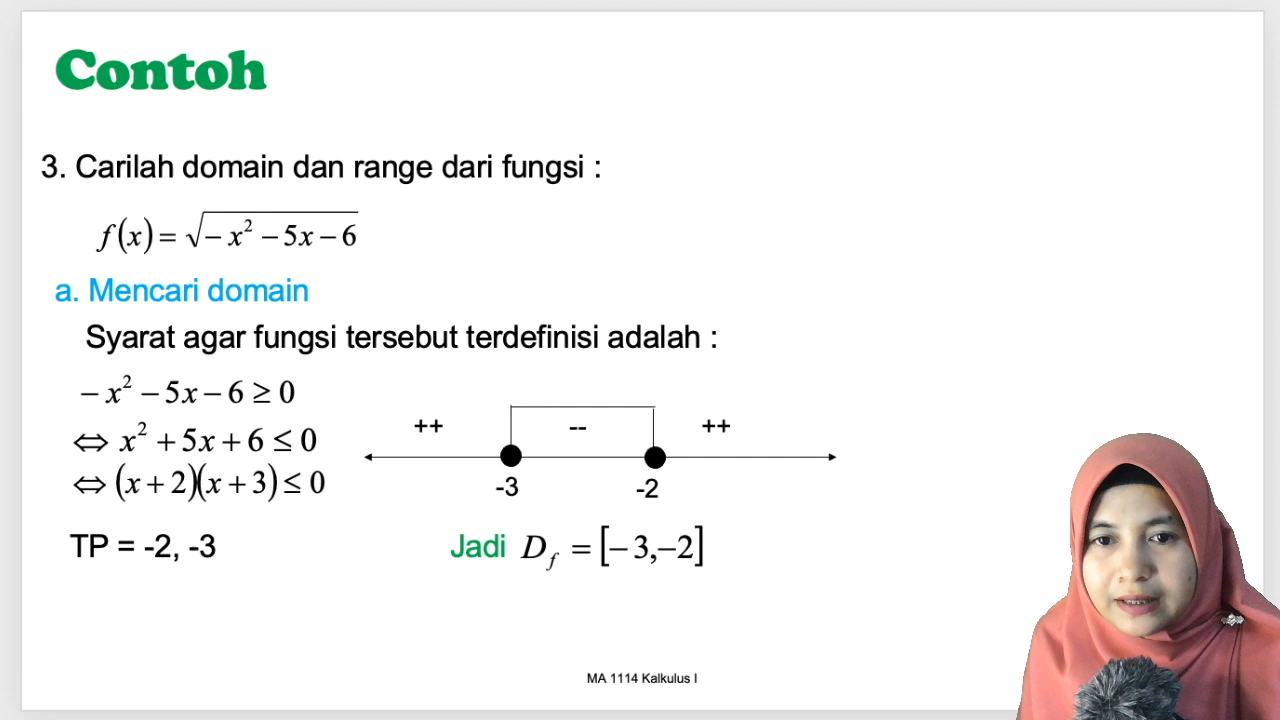 Contoh
3. Carilah domain dan range dari fungsi :
f(x) = √(−x² − 5x − 6)
a. Mencari domain
Syarat agar fungsi tersebut terdefinisi adalah :
−x² − 5x − 6 ≥ 0
⇔ x² + 5x + 6 ≤ 0
⇔ (x + 2)(x + 3) ≤ 0
++ -- ++
-3 -2
TP = -2, -3
Jadi D_f = [−3,−2]
MA 1114 Kalkulus I